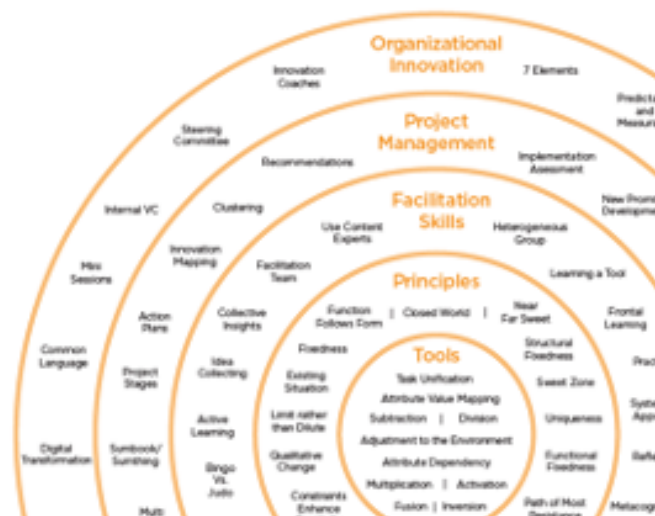 Organizational
Innovation
Innovation
Coaches
7 Elements
and
Steering
Committee
Project
Management
Recommendations
Implementation
Asessment
Internal VC
Clustering
Facilitation
Skills
Use Content
Experts
Heterogeneous
Group
Innovation
Mapping
Mini
Sessions
Facilitation
Team
Learning a Tool
Principles
Action
Plans
Collective
Insights
Function
Follows Form | Closed World |
Near
Far Sweet
Frontal
Learning
Common
Language
Project
Stages
Idea
Collecting
Fixedness
Tools
Structural
Fixedness
Existing
Situation
Task Unification
Sweet Zone
Attribute Value Mapping
Active
Learning
Limit rather
than Dilute
Subtraction | Division
Uniqueness
Adjustment to the Environment
Digital
Transformation
Qualitative
Change
Attribute Dependency
Functional
Fixedness
Bingo
Vs.
Judo
Multiplication | Activation
Constraints
Enhance
Fusion | Inversion
Path of Most
Multi